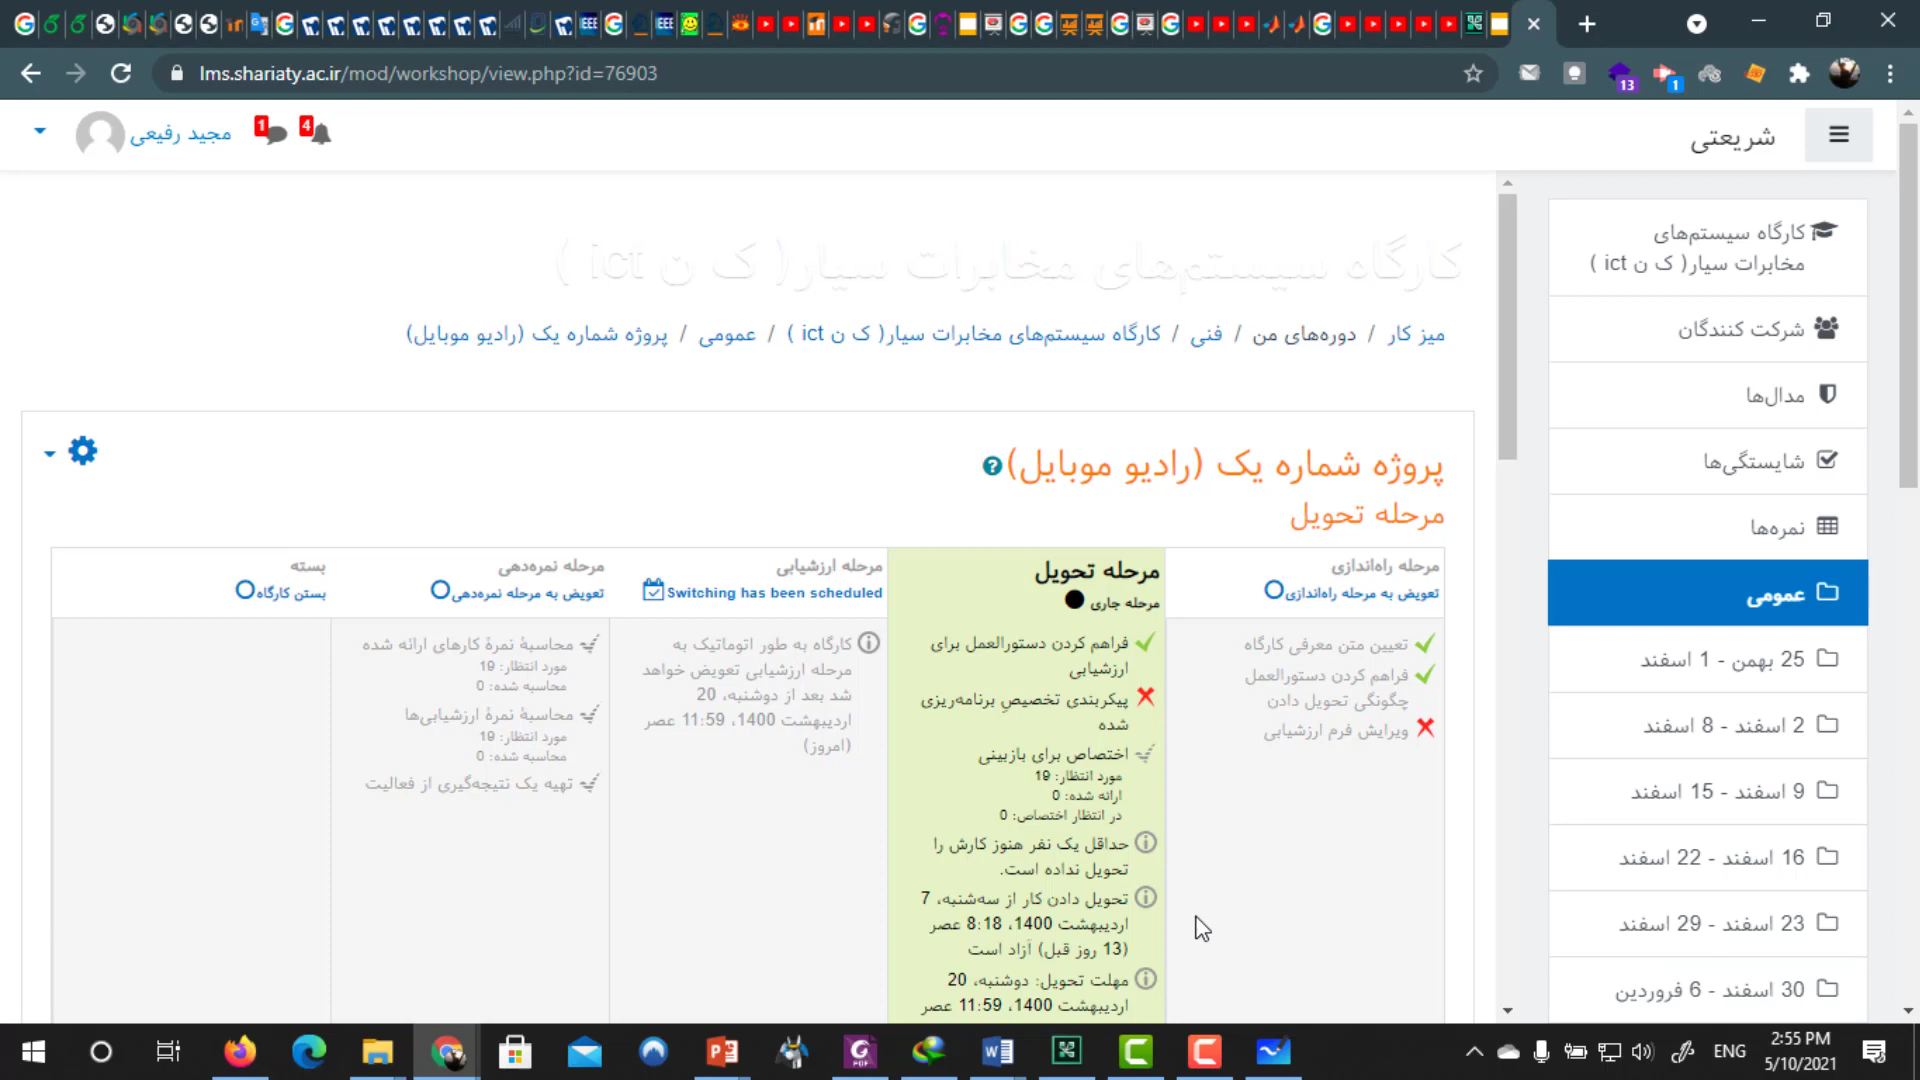 lms.shariaty.ac.ir/mod/workshop/view.php?id=76903
13
1
شریعتی
4
1
مجید رفیعی
کارگاه سیستم‌های مخابرات سیار( ک ن ict )
میز کار / دوره‌های من / فنی / کارگاه سیستم‌های مخابرات سیار( ک ن ict ) / عمومی / پروژه شماره یک (رادیو موبایل)
پروژه شماره یک (رادیو موبایل)
مرحله تحویل
مرحله راه‌اندازی
تعویض به مرحله راه‌اندازی
تعیین متن معرفی کارگاه
فراهم کردن دستورالعمل
چگونگی تحویل دادن
ویرایش فرم ارزشیابی
مرحله تحویل
مرحله جاری
فراهم کردن دستورالعمل برای
ارزشیابی
پیکربندی تخصیصِ برنامه‌ریزی
شده
اختصاص برای بازبینی
مورد انتظار: 19
ارائه شده: 0
در انتظار اختصاص: 0
حداقل یک نفر هنوز کارش را
تحویل نداده است.
تحویل دادن کار از سه‌شنبه، 7
اردیبهشت 1400، 8:18 عصر
(13 روز قبل) آزاد است
مهلت تحویل: دوشنبه، 20
اردیبهشت 1400، 11:59 عصر
مرحله ارزشیابی
Switching has been scheduled
کارگاه به طور اتوماتیک به
مرحله ارزشیابی تعویض خواهد
شد بعد از دوشنبه، 20
اردیبهشت 1400، 11:59 عصر
(امروز)
مرحله نمره‌دهی
تعویض به مرحله نمره‌دهی
محاسبهٔ نمرهٔ کارهای ارائه شده
مورد انتظار: 19
محاسبه شده: 0
محاسبهٔ نمرهٔ ارزشیابی‌ها
مورد انتظار: 19
محاسبه شده: 0
تهیه یک نتیجه‌گیری از فعالیت
بسته
بستن کارگاه
کارگاه سیستم‌های
مخابرات سیار( ک ن ict )
شرکت کنندگان
مدال‌ها
شایستگی‌ها
نمره‌ها
عمومی
25 بهمن - 1 اسفند
2 اسفند - 8 اسفند
9 اسفند - 15 اسفند
16 اسفند - 22 اسفند
23 اسفند - 29 اسفند
30 اسفند - 6 فروردین
ENG
2:55 PM
5/10/2021